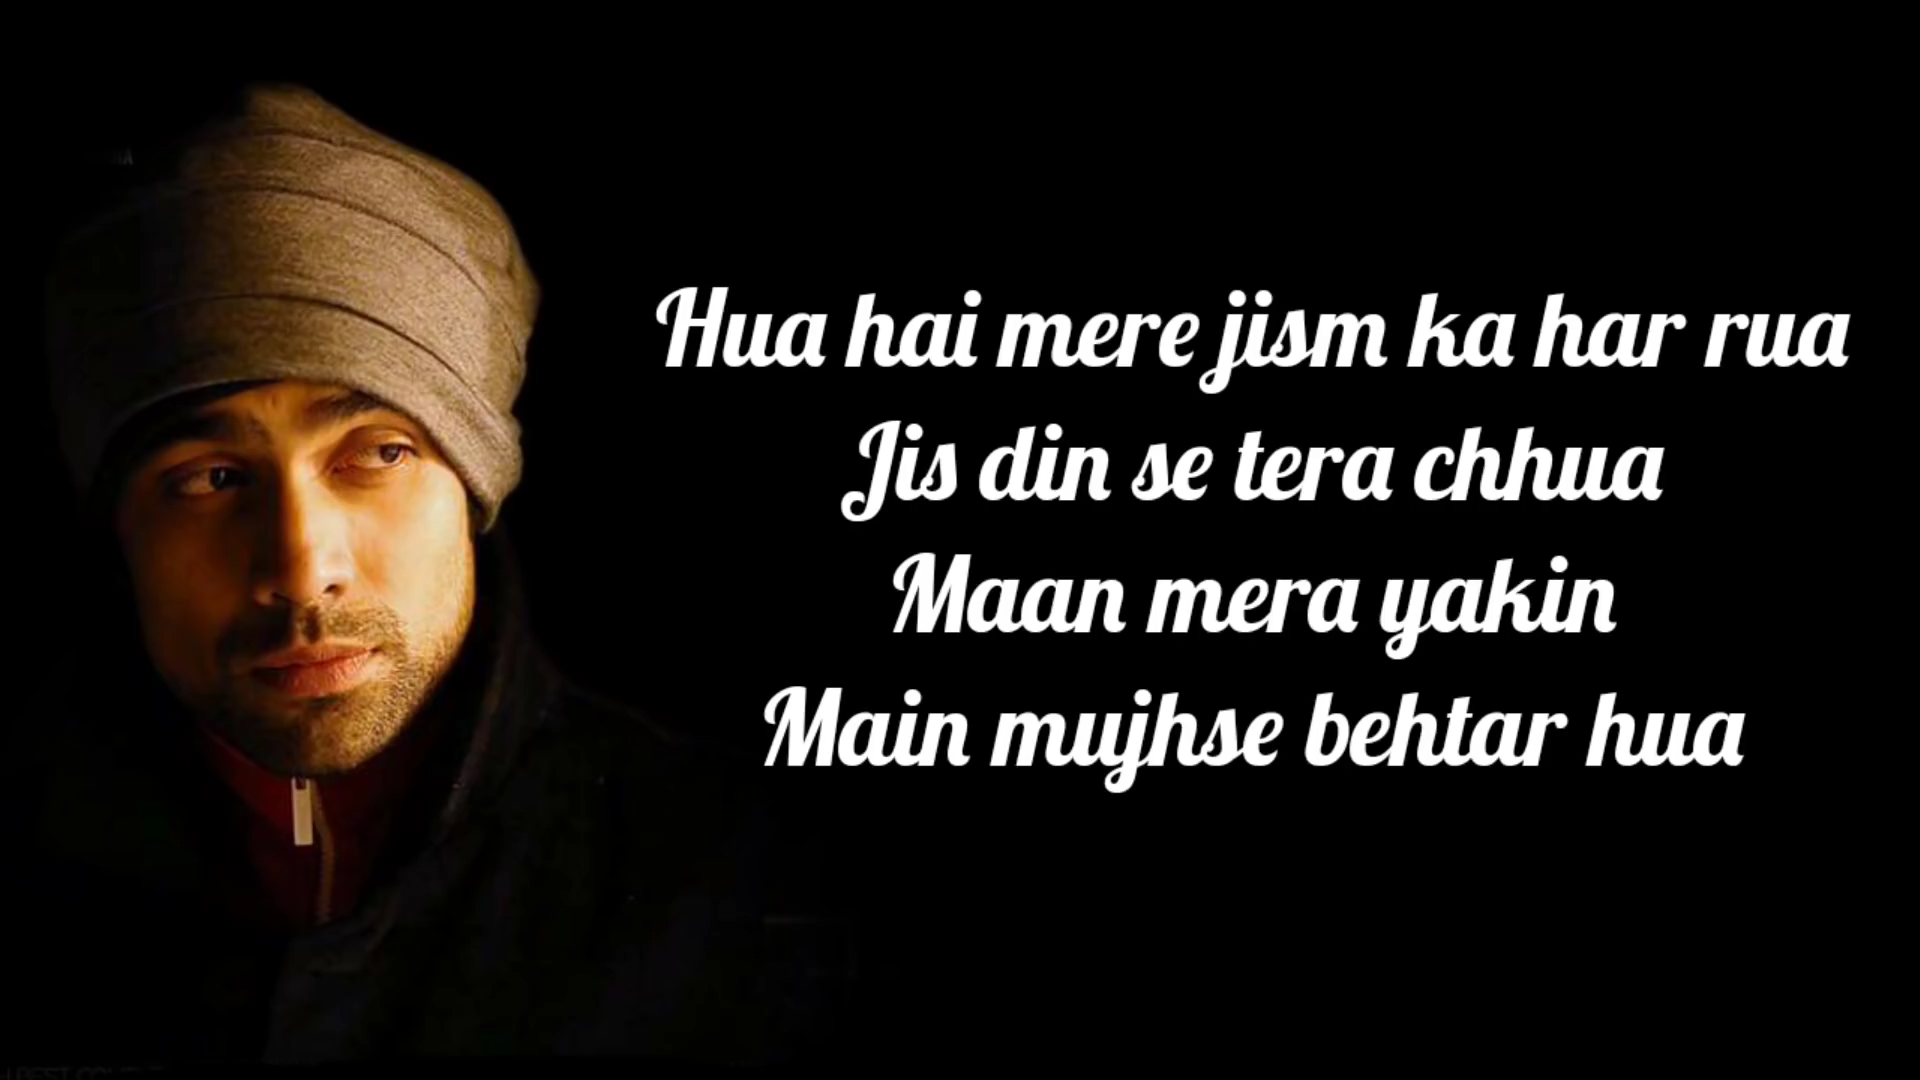 Hua hai mere jism ka har rua
Jis din se tera chhua
Maan mera yakin
Main mujhse behtar hua